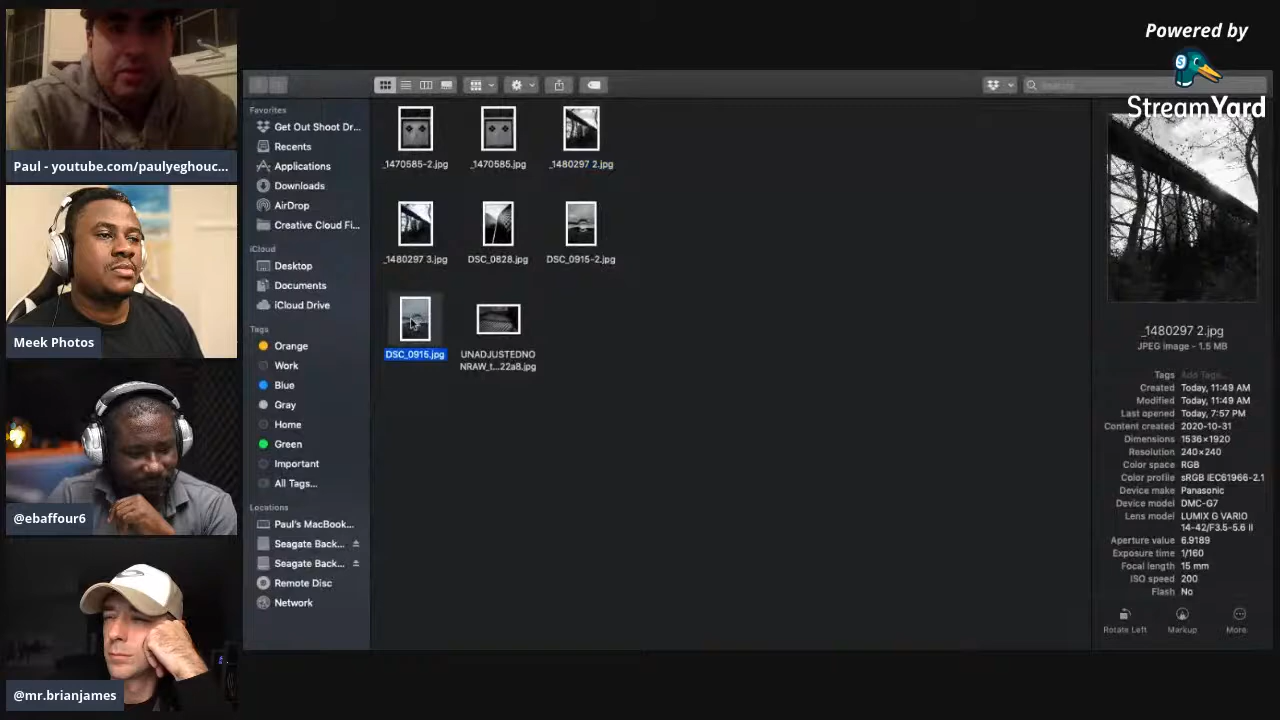 Powered by
StreamYard
Paul - youtube.com/paulyeghouc...
Meek Photos
@ebaffour6
@mr.brianjames
Favorites
Get Out Shoot Dr...
Recents
Applications
Downloads
AirDrop
Creative Cloud Fi...
iCloud
Desktop
Documents
iCloud Drive
Tags
Orange
Work
Blue
Gray
Home
Green
Important
All Tags...
Locations
Paul's MacBook...
Seagate Back...
Seagate Back...
Remote Disc
Network
_1470585-2.jpg
_1470585.jpg
_1480297 2.jpg
_1480297 3.jpg
DSC_0828.jpg
DSC_0915-2.jpg
DSC_0915.jpg
UNADJUSTEDNO
NRAW_t...22a8.jpg
Search
_1480297 2.jpg
JPEG image - 1.5 MB
Tags Add Tags...
Created Today, 11:49 AM
Modified Today, 11:49 AM
Last opened Today, 7:57 PM
Content created 2020-10-31
Dimensions 1536×1920
Resolution 240×240
Color space RGB
Color profile sRGB IEC61966-2.1
Device make Panasonic
Device model DMC-G7
Lens model LUMIX G VARIO
14-42/F3.5-5.6 II
Aperture value 6.9189
Exposure time 1/160
Focal length 15 mm
ISO speed 200
Flash No
Rotate Left
Markup
More